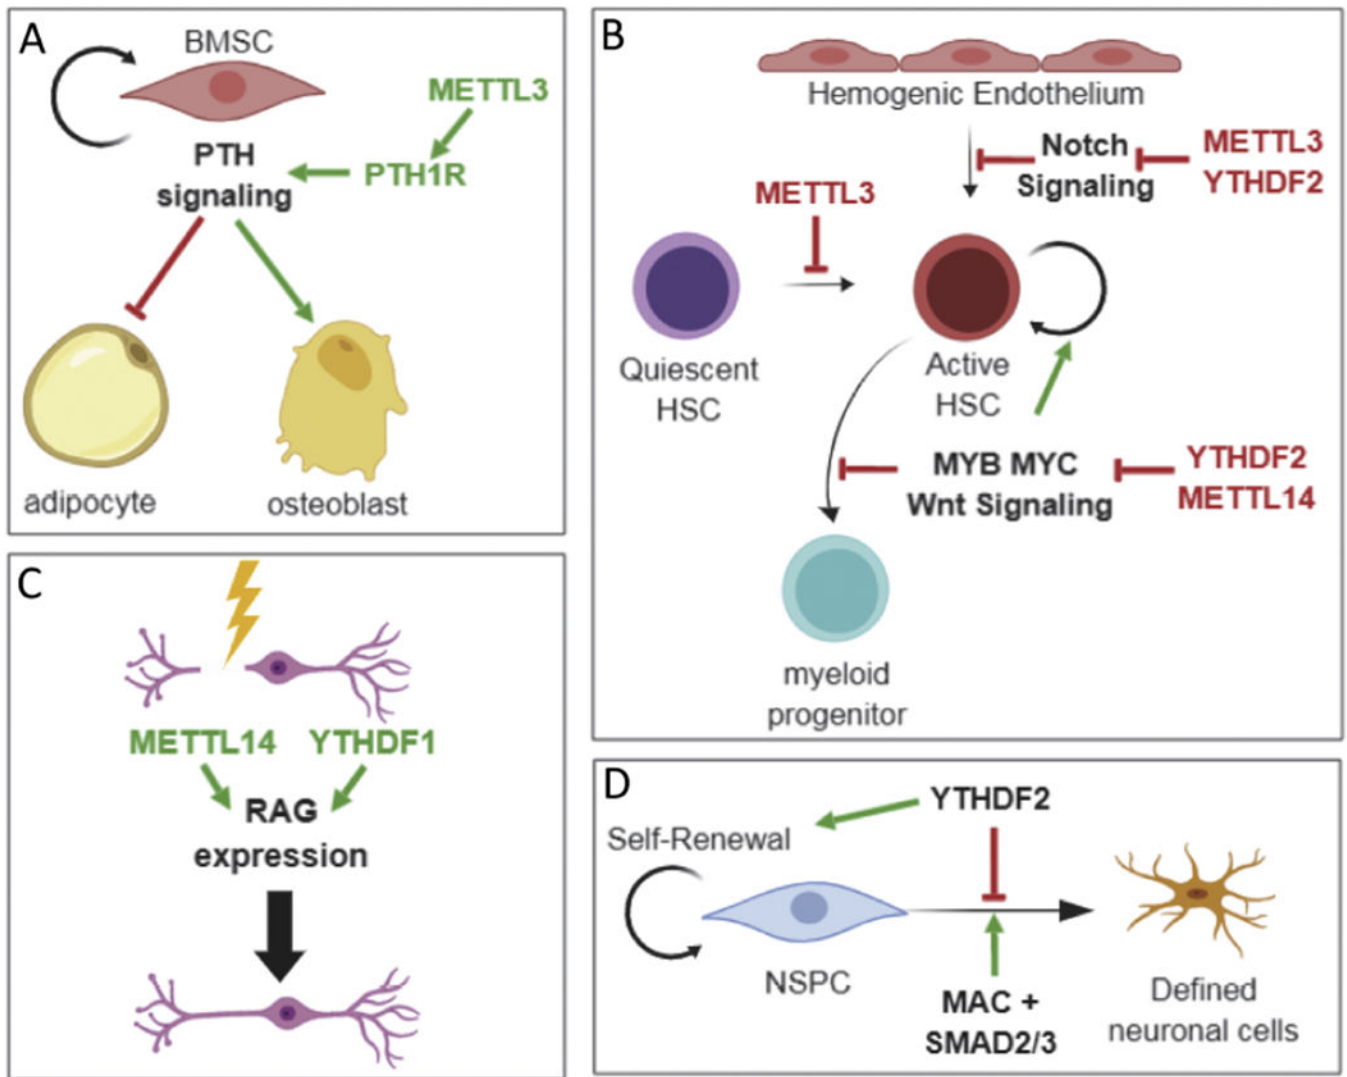 A
BMSC
METTL3
PTH
signaling
PTH1R
adipocyte
osteoblast
B
Hemogenic Endothelium
Notch
Signaling
METTL3
YTHDF2
METTL3
Quiescent
HSC
Active
HSC
MYB MYC
Wnt Signaling
YTHDF2
METTL14
myeloid
progenitor
C
METTL14 YTHDF1
RAG
expression
D
YTHDF2
Self-Renewal
NSPC
MAC +
SMAD2/3
Defined
neuronal cells